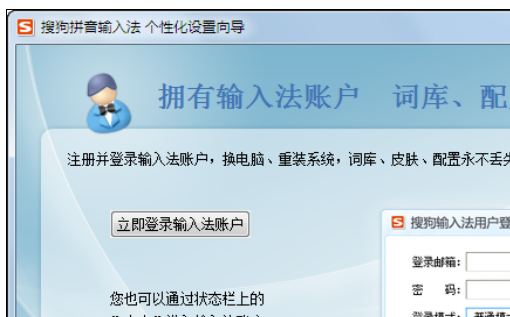 搜狗拼音输入法 个性化设置向导
拥有输入法账户 词库、配
注册并登录输入法账户，换电脑、重装系统，词库、皮肤、配置永不丢失
立即登录输入法账户
搜狗输入法用户登
登录邮箱：
密 码：
您也可以通过状态栏上的